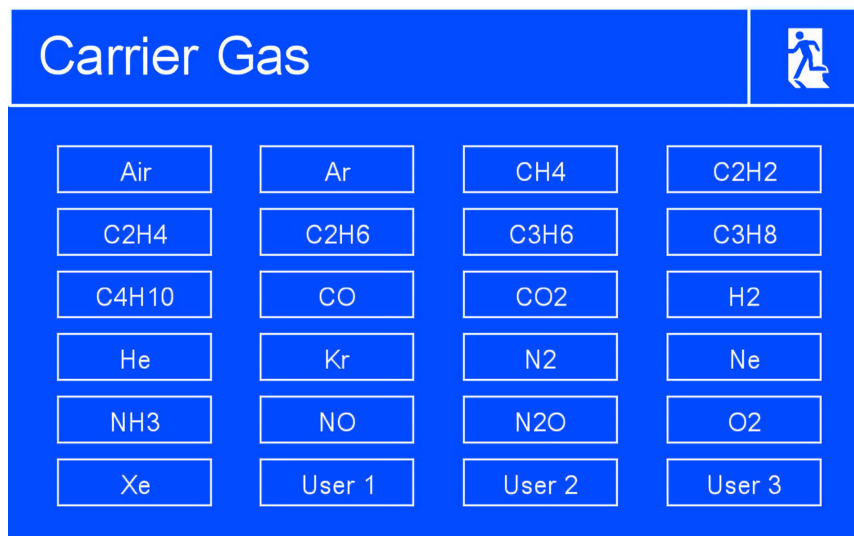 Carrier Gas
Air Ar CH4 C2H2
C2H4 C2H6 C3H6 C3H8
C4H10 CO CO2 H2
He Kr N2 Ne
NH3 NO N2O O2
Xe User 1 User 2 User 3